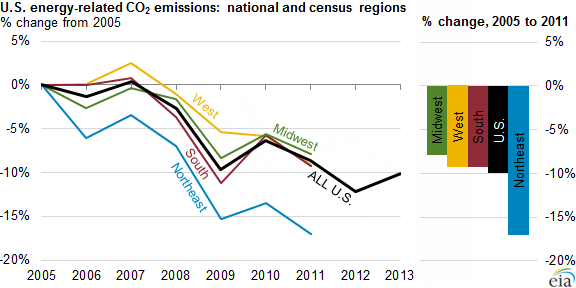 U.S. energy-related CO₂ emissions: national and census regions
% change from 2005
5%
0%
-5%
-10%
-15%
-20%
2005 2006 2007 2008 2009 2010 2011 2012 2013
West
Midwest
South
Northeast
ALL U.S.
% change, 2005 to 2011
5%
0%
-5%
-10%
-15%
-20%
Midwest
West
South
U.S.
Northeast
eia